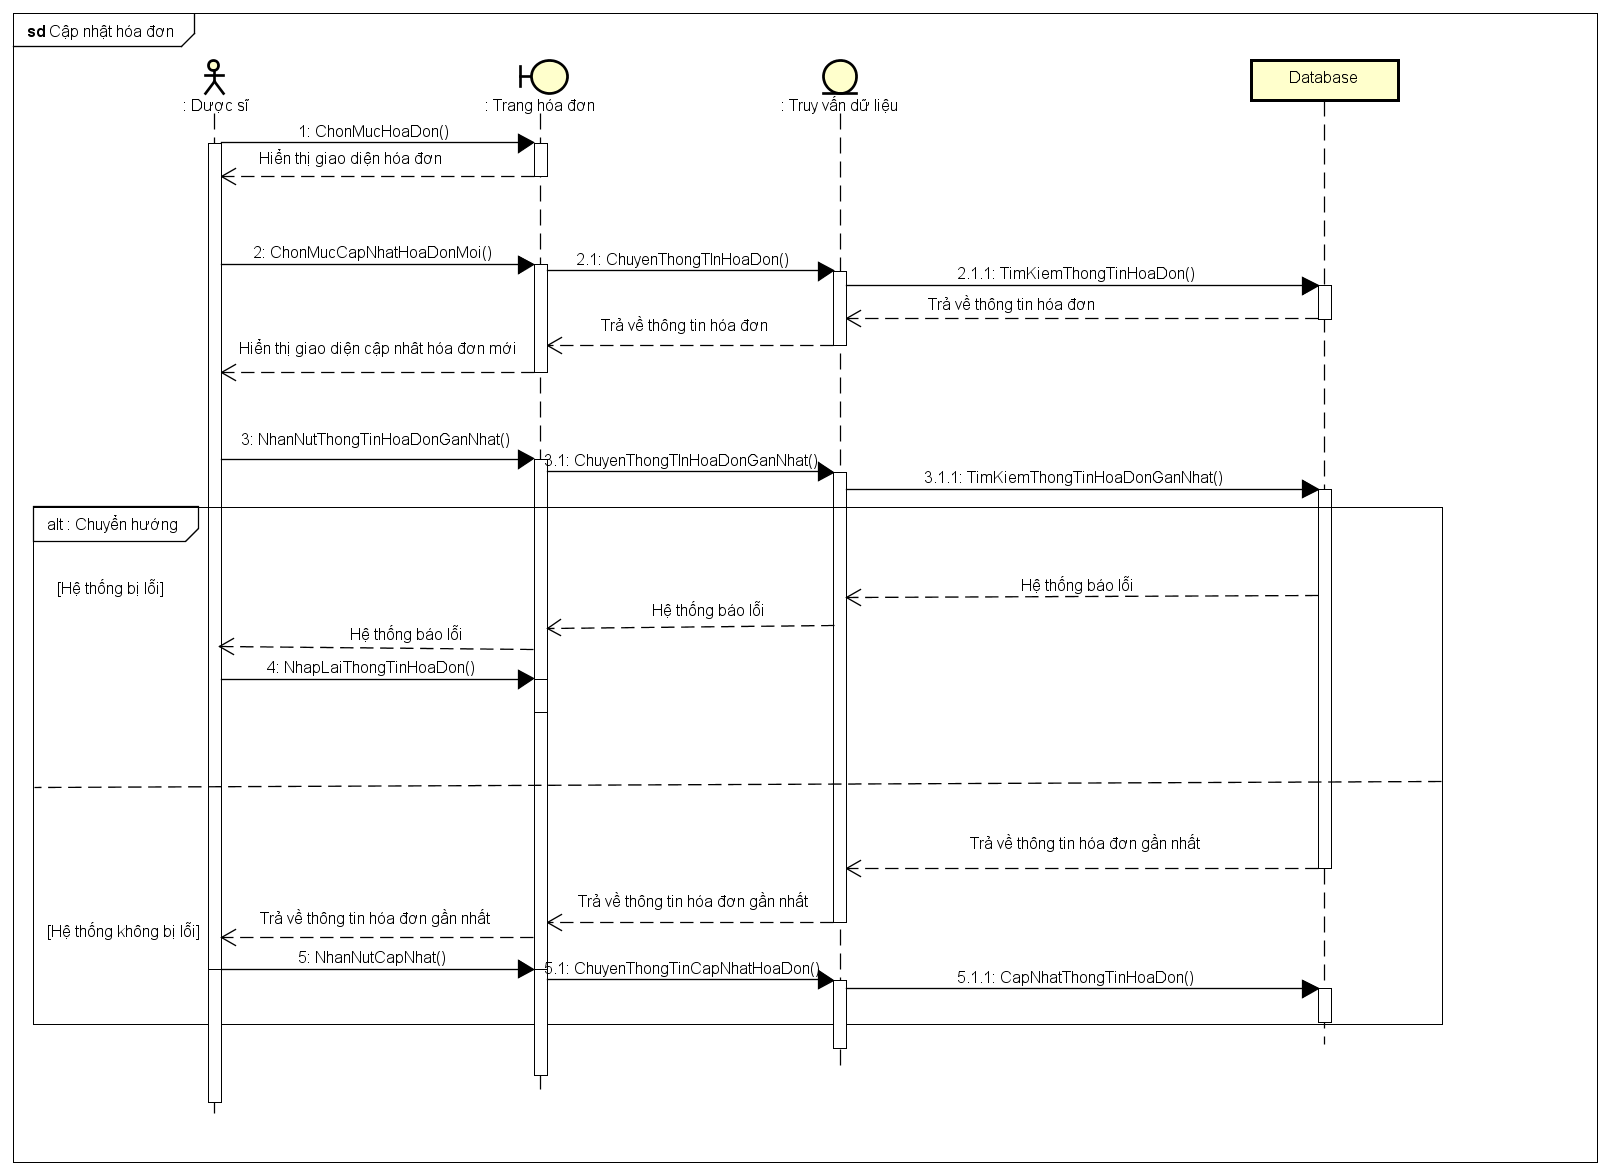 sd Cập nhật hóa đơn
: Dược sĩ
: Trang hóa đơn
: Truy vấn dữ liệu
Database
1: ChonMucHoaDon()
Hiển thị giao diện hóa đơn
2: ChonMucCapNhatHoaDonMoi()
2.1: ChuyenThongTInHoaDon()
2.1.1: TimKiemThongTinHoaDon()
Trả về thông tin hóa đơn
Trả về thông tin hóa đơn
Hiển thị giao diện cập nhât hóa đơn mới
3: NhanNutThongTinHoaDonGanNhat()
3.1: ChuyenThongTInHoaDonGanNhat()
3.1.1: TimKiemThongTinHoaDonGanNhat()
alt : Chuyển hướng
[Hệ thống bị lỗi]
Hệ thống báo lỗi
Hệ thống báo lỗi
Hệ thống báo lỗi
4: NhapLaiThongTinHoaDon()
Trả về thông tin hóa đơn gần nhất
Trả về thông tin hóa đơn gần nhất
Trả về thông tin hóa đơn gần nhất
[Hệ thống không bị lỗi]
5: NhanNutCapNhat()
5.1: ChuyenThongTinCapNhatHoaDon()
5.1.1: CapNhatThongTinHoaDon()